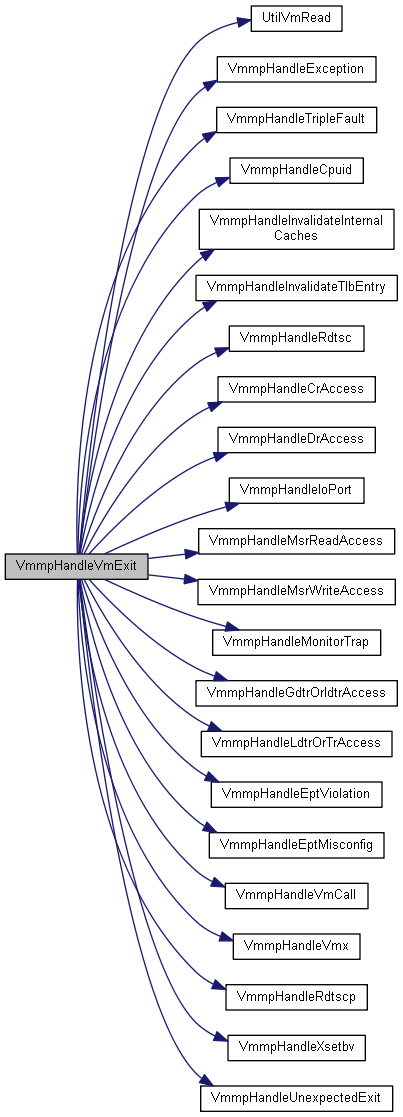 UtilVmRead
VmmpHandleException
VmmpHandleTripleFault
VmmpHandleCpuid
VmmpHandleInvalidateInternal
Caches
VmmpHandleInvalidateTlbEntry
VmmpHandleRdtsc
VmmpHandleCrAccess
VmmpHandleDrAccess
VmmpHandleIoPort
VmmpHandleVmExit
VmmpHandleMsrReadAccess
VmmpHandleMsrWriteAccess
VmmpHandleMonitorTrap
VmmpHandleGdtrOrIdtrAccess
VmmpHandleLdtrOrTrAccess
VmmpHandleEptViolation
VmmpHandleEptMisconfig
VmmpHandleVmCall
VmmpHandleVmx
VmmpHandleRdtscp
VmmpHandleXsetbv
VmmpHandleUnexpectedExit